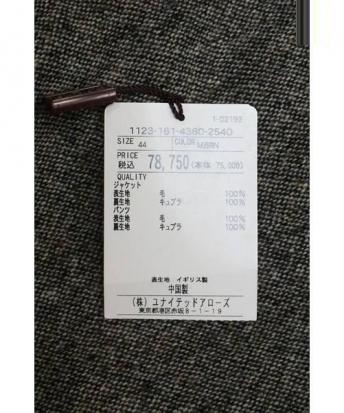 1-02192
1123-161-4360-2540
SIZE 44 COLOR M.BRN
PRICE
税込 78,750(本体 75,000)
QUALITY
ジャケット
表生地 毛 100%
裏生地 キュプラ 100%
パンツ
表生地 毛 100%
裏生地 キュプラ 100%
表生地 イギリス製
中国製
(株) ユナイテッドアローズ
東京都港区赤坂8-1-19